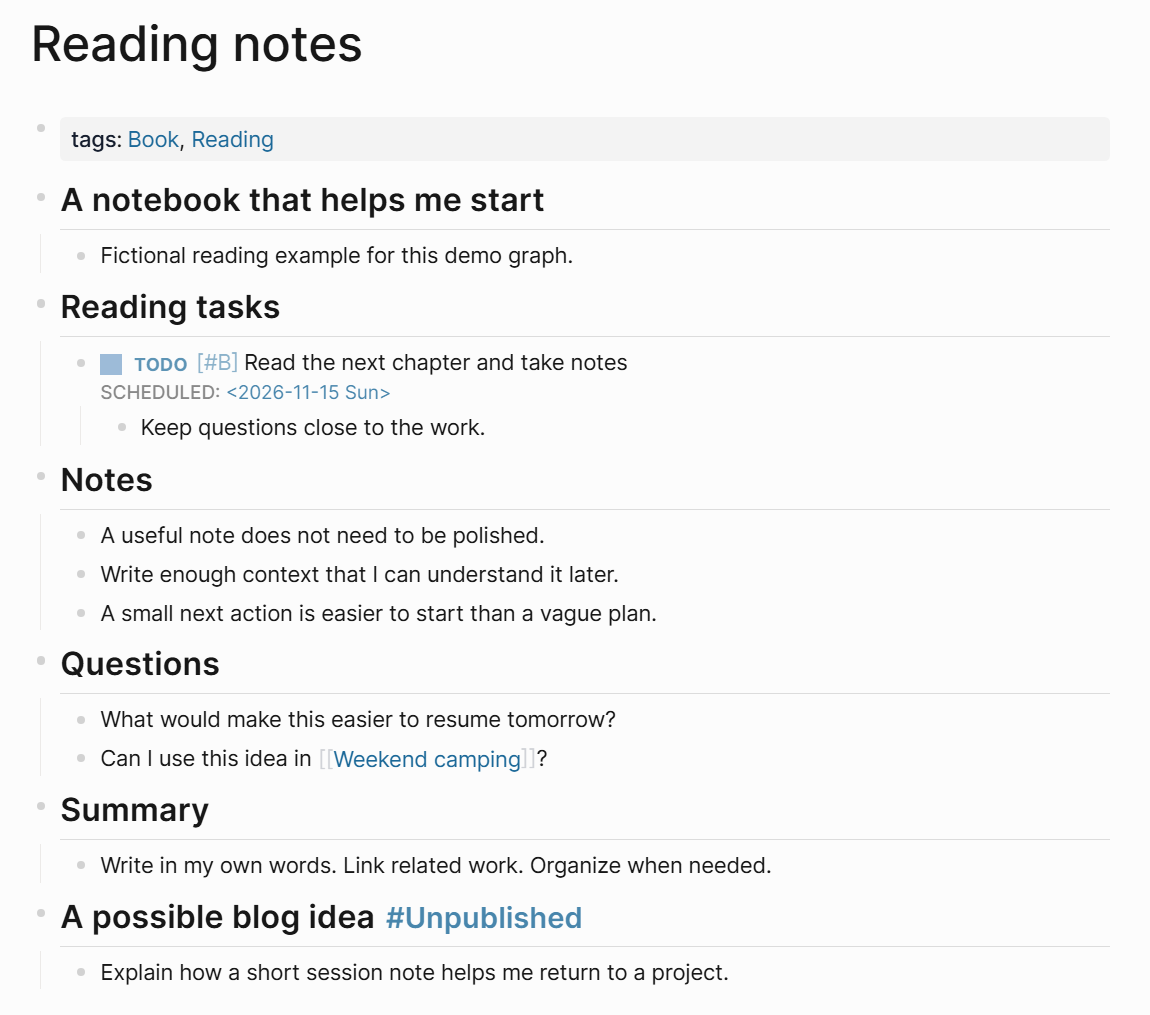 Reading notes
tags: Book, Reading
A notebook that helps me start
Fictional reading example for this demo graph.
Reading tasks
TODO [#B] Read the next chapter and take notes
SCHEDULED: <2026-11-15 Sun>
Keep questions close to the work.
Notes
A useful note does not need to be polished.
Write enough context that I can understand it later.
A small next action is easier to start than a vague plan.
Questions
What would make this easier to resume tomorrow?
Can I use this idea in [[Weekend camping]]?
Summary
Write in my own words. Link related work. Organize when needed.
A possible blog idea #Unpublished
Explain how a short session note helps me return to a project.